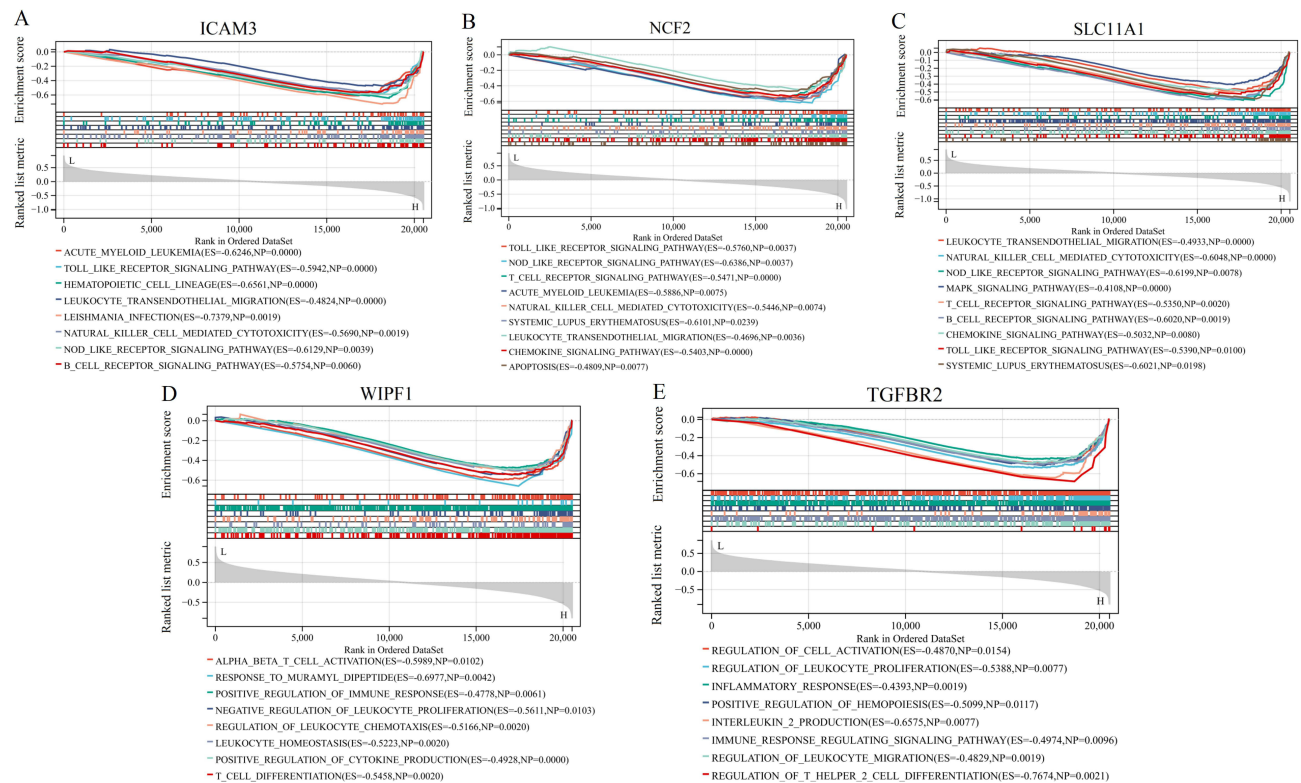 A
ICAM3
Enrichment score
0.0
−0.4
−0.6
Ranked list metric
L
0.5
0.0
−0.5
−1.0
H
0
5,000
10,000
15,000
20,000
Rank in Ordered DataSet
ACUTE_MYELOID_LEUKEMIA(ES=-0.6246,NP=0.0000)
TOLL_LIKE_RECEPTOR_SIGNALING_PATHWAY(ES=-0.5942,NP=0.0000)
HEMATOPOIETIC_CELL_LINEAGE(ES=-0.6561,NP=0.0000)
LEUKOCYTE_TRANSENDOTHELIAL_MIGRATION(ES=-0.4824,NP=0.0000)
LEISHMANIA_INFECTION(ES=-0.7379,NP=0.0019)
NATURAL_KILLER_CELL_MEDIATED_CYTOTOXICITY(ES=-0.5690,NP=0.0019)
NOD_LIKE_RECEPTOR_SIGNALING_PATHWAY(ES=-0.6129,NP=0.0039)
B_CELL_RECEPTOR_SIGNALING_PATHWAY(ES=-0.5754,NP=0.0060)
B
NCF2
Enrichment score
0.0
−0.2
−0.4
−0.6
Ranked list metric
L
0.5
0.0
−0.5
−1.0
H
0
5,000
10,000
15,000
20,000
Rank in Ordered DataSet
TOLL_LIKE_RECEPTOR_SIGNALING_PATHWAY(ES=-0.5760,NP=0.0037)
NOD_LIKE_RECEPTOR_SIGNALING_PATHWAY(ES=-0.6386,NP=0.0037)
T_CELL_RECEPTOR_SIGNALING_PATHWAY(ES=-0.5471,NP=0.0000)
ACUTE_MYELOID_LEUKEMIA(ES=-0.5886,NP=0.0075)
NATURAL_KILLER_CELL_MEDIATED_CYTOTOXICITY(ES=-0.5446,NP=0.0074)
SYSTEMIC_LUPUS_ERYTHEMATOSUS(ES=-0.6101,NP=0.0239)
LEUKOCYTE_TRANSENDOTHELIAL_MIGRATION(ES=-0.4696,NP=0.0036)
CHEMOKINE_SIGNALING_PATHWAY(ES=-0.5403,NP=0.0000)
APOPTOSIS(ES=-0.4809,NP=0.0077)
C
SLC11A1
Enrichment score
0.0
−0.1
−0.2
−0.3
−0.4
−0.5
−0.6
Ranked list metric
L
0.5
0.0
−0.5
−1.0
H
0
5,000
10,000
15,000
20,000
Rank in Ordered DataSet
LEUKOCYTE_TRANSENDOTHELIAL_MIGRATION(ES=-0.4933,NP=0.0000)
NATURAL_KILLER_CELL_MEDIATED_CYTOTOXICITY(ES=-0.6048,NP=0.0000)
NOD_LIKE_RECEPTOR_SIGNALING_PATHWAY(ES=-0.6199,NP=0.0078)
MAPK_SIGNALING_PATHWAY(ES=-0.4108,NP=0.0000)
T_CELL_RECEPTOR_SIGNALING_PATHWAY(ES=-0.5350,NP=0.0020)
B_CELL_RECEPTOR_SIGNALING_PATHWAY(ES=-0.6020,NP=0.0019)
CHEMOKINE_SIGNALING_PATHWAY(ES=-0.5032,NP=0.0080)
TOLL_LIKE_RECEPTOR_SIGNALING_PATHWAY(ES=-0.5390,NP=0.0100)
SYSTEMIC_LUPUS_ERYTHEMATOSUS(ES=-0.6021,NP=0.0198)
D
WIPF1
Enrichment score
0.0
−0.2
−0.4
−0.6
Ranked list metric
L
0.5
0.0
−0.5
H
0
5,000
10,000
15,000
20,000
Rank in Ordered DataSet
ALPHA_BETA_T_CELL_ACTIVATION(ES=-0.5989,NP=0.0102)
RESPONSE_TO_MURAMYL_DIPEPTIDE(ES=-0.6977,NP=0.0042)
POSITIVE_REGULATION_OF_IMMUNE_RESPONSE(ES=-0.4778,NP=0.0061)
NEGATIVE_REGULATION_OF_LEUKOCYTE_PROLIFERATION(ES=-0.5611,NP=0.0103)
REGULATION_OF_LEUKOCYTE_CHEMOTAXIS(ES=-0.5166,NP=0.0020)
LEUKOCYTE_HOMEOSTASIS(ES=-0.5223,NP=0.0020)
POSITIVE_REGULATION_OF_CYTOKINE_PRODUCTION(ES=-0.4928,NP=0.0000)
T_CELL_DIFFERENTIATION(ES=-0.5458,NP=0.0020)
E
TGFBR2
Enrichment score
0.0
−0.2
−0.4
−0.6
Ranked list metric
L
0.5
0.0
−0.5
H
0
5,000
10,000
15,000
20,000
Rank in Ordered DataSet
REGULATION_OF_CELL_ACTIVATION(ES=-0.4870,NP=0.0154)
REGULATION_OF_LEUKOCYTE_PROLIFERATION(ES=-0.5388,NP=0.0077)
INFLAMMATORY_RESPONSE(ES=-0.4393,NP=0.0019)
POSITIVE_REGULATION_OF_HEMOPOIESIS(ES=-0.5099,NP=0.0117)
INTERLEUKIN_2_PRODUCTION(ES=-0.6575,NP=0.0077)
IMMUNE_RESPONSE_REGULATING_SIGNALING_PATHWAY(ES=-0.4974,NP=0.0096)
REGULATION_OF_LEUKOCYTE_MIGRATION(ES=-0.4829,NP=0.0019)
REGULATION_OF_T_HELPER_2_CELL_DIFFERENTIATION(ES=-0.7674,NP=0.0021)